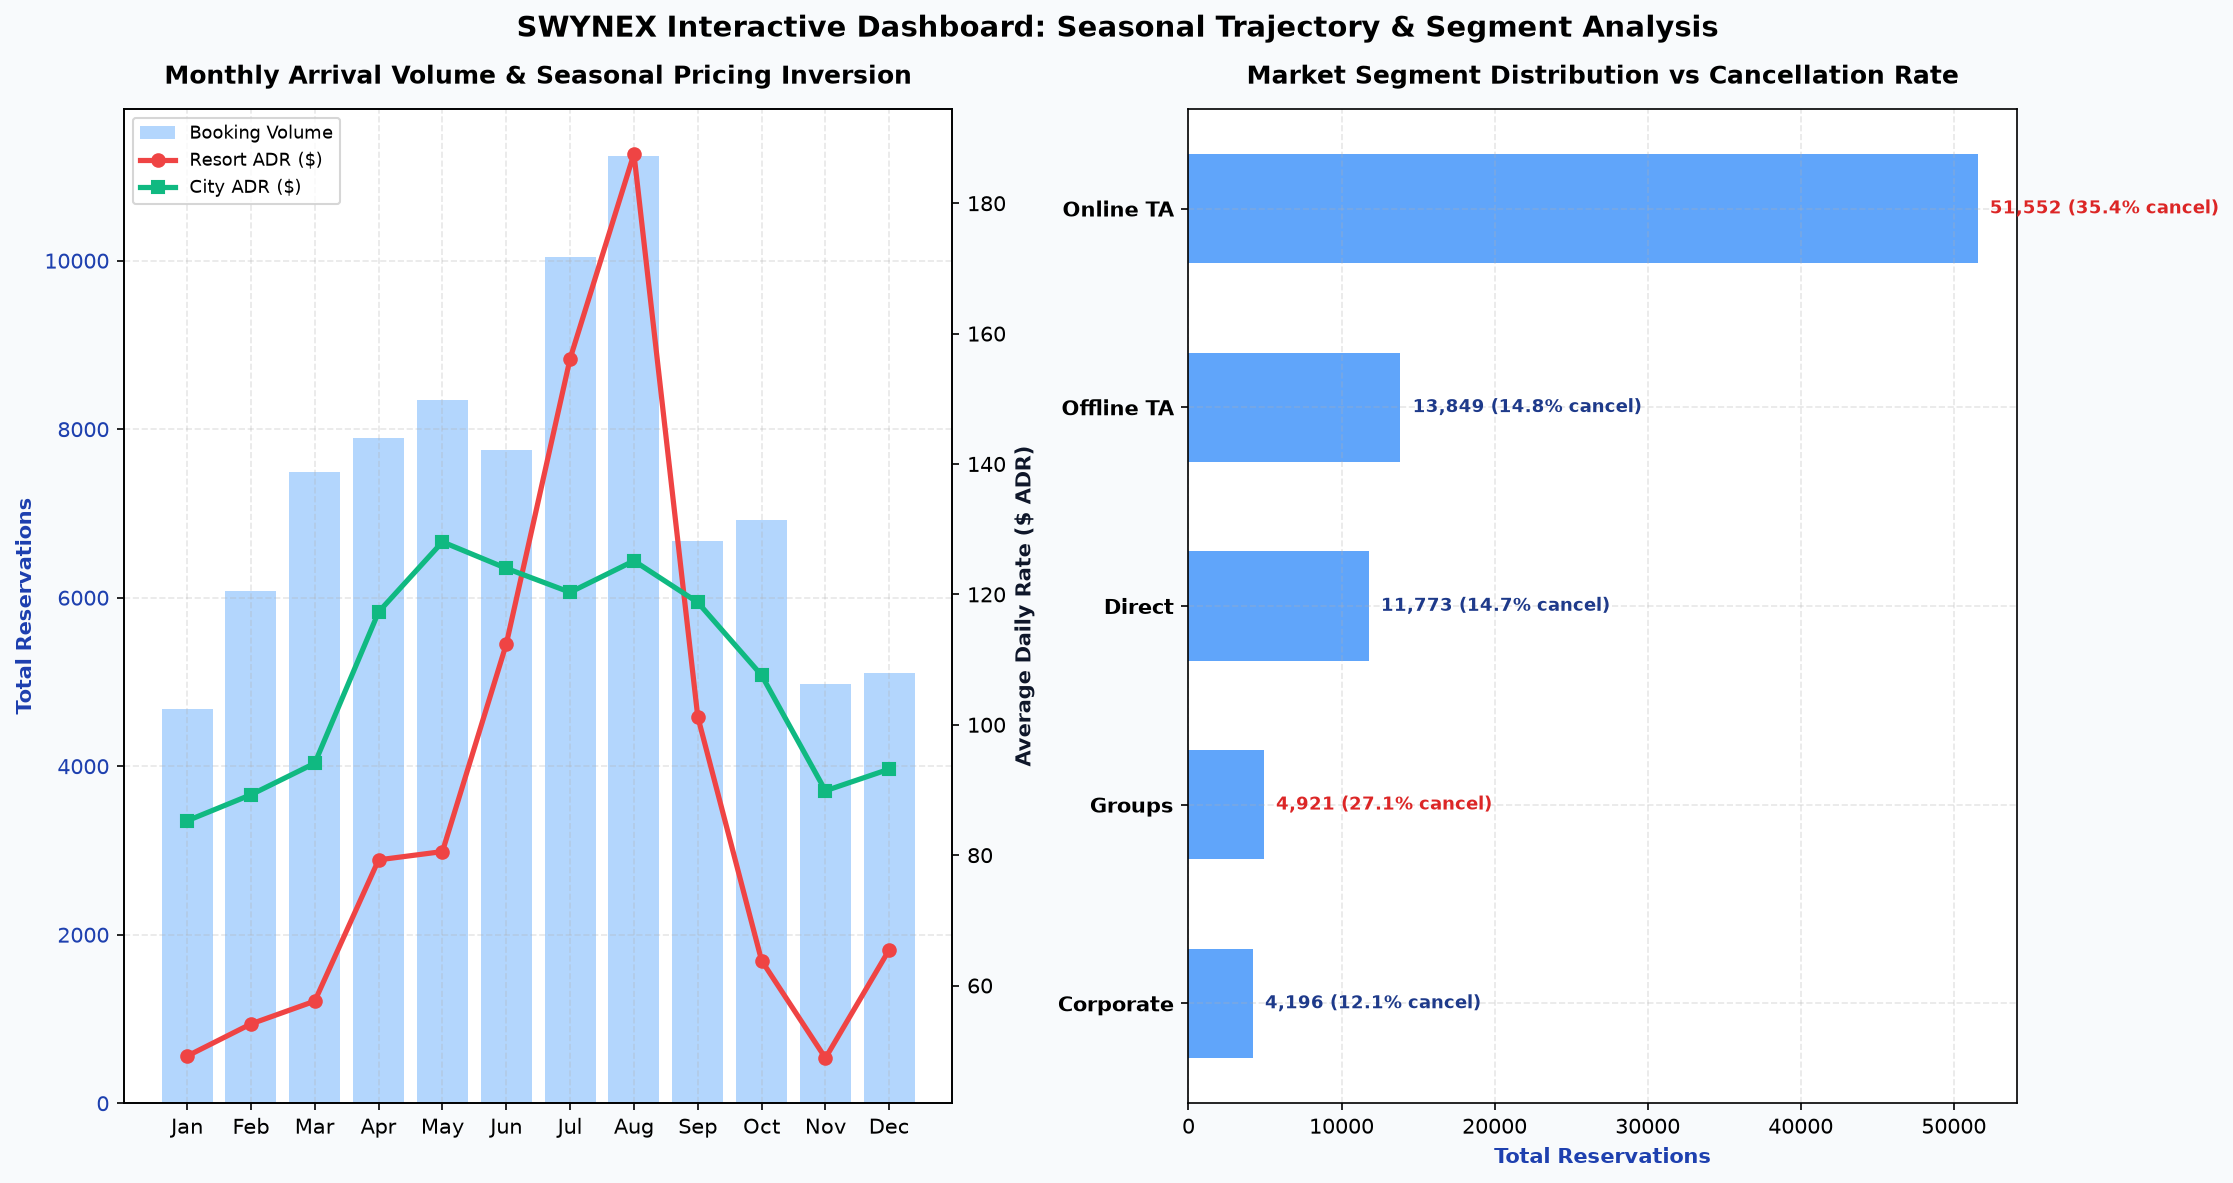 SWYNEX Interactive Dashboard: Seasonal Trajectory & Segment Analysis
Monthly Arrival Volume & Seasonal Pricing Inversion
Booking Volume
Resort ADR ($)
City ADR ($)
Total Reservations
10000
8000
6000
4000
2000
0
Jan Feb Mar Apr May Jun Jul Aug Sep Oct Nov Dec
180
160
140
120
100
80
60
Average Daily Rate ($ ADR)
Market Segment Distribution vs Cancellation Rate
Online TA 51,552 (35.4% cancel)
Offline TA 13,849 (14.8% cancel)
Direct 11,773 (14.7% cancel)
Groups 4,921 (27.1% cancel)
Corporate 4,196 (12.1% cancel)
0 10000 20000 30000 40000 50000
Total Reservations